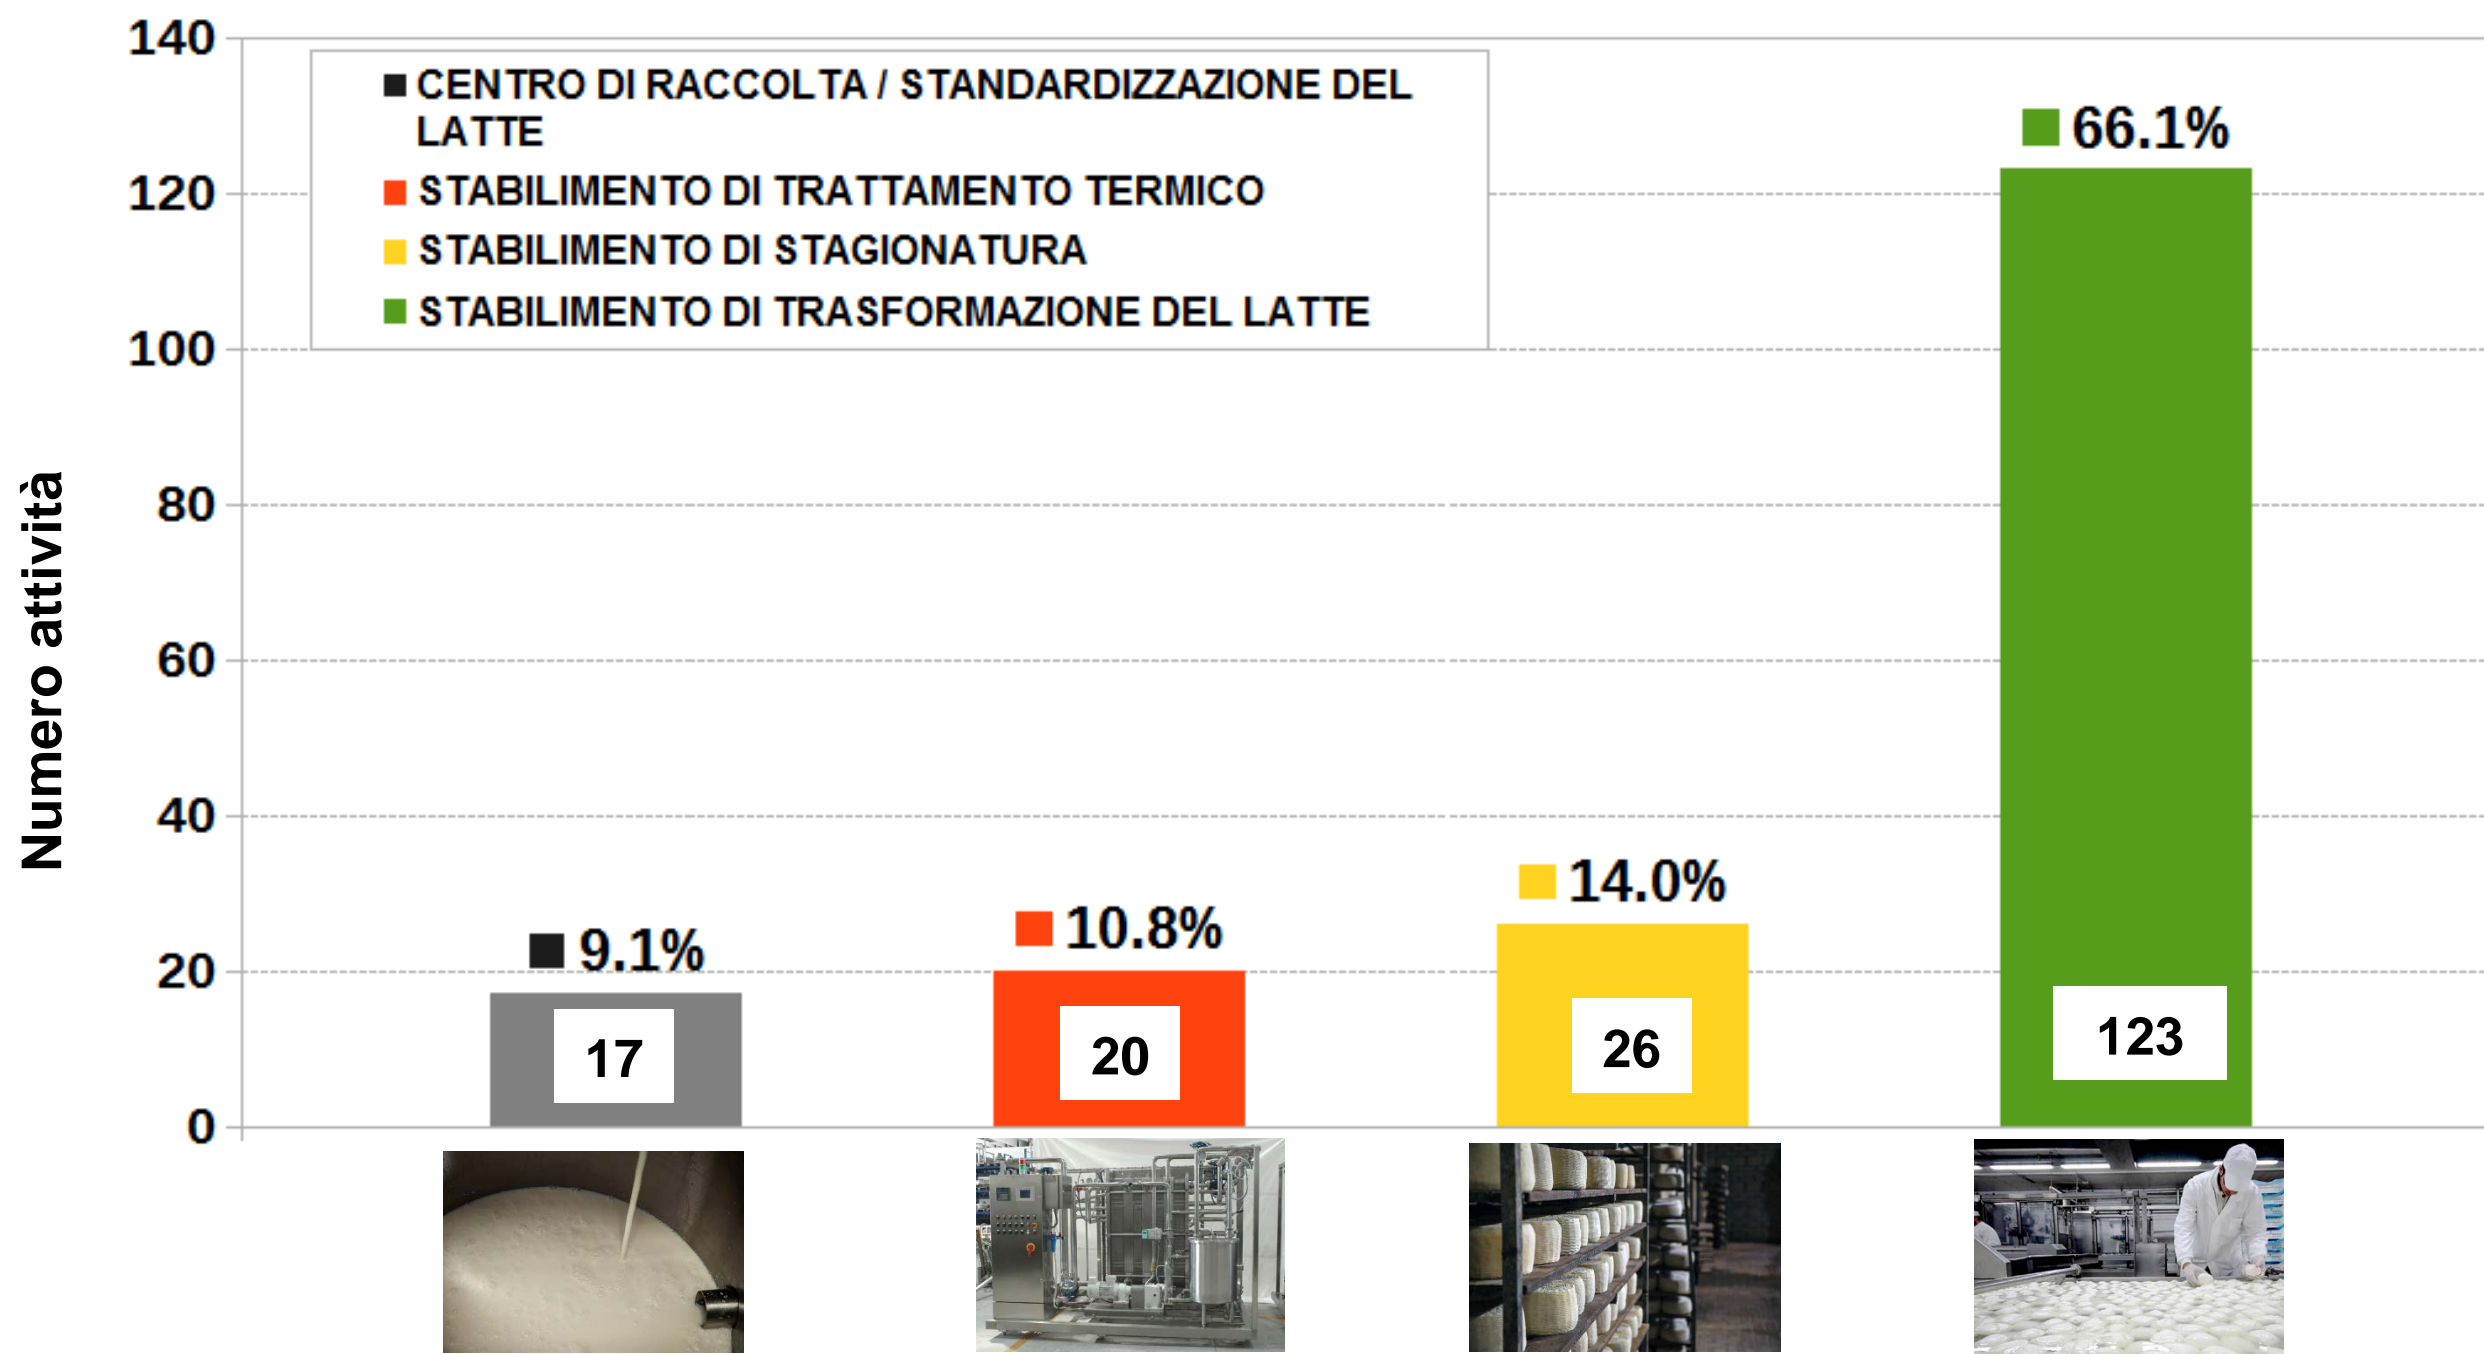 140
CENTRO DI RACCOLTA / STANDARDIZZAZIONE DEL
LATTE
STABILIMENTO DI TRATTAMENTO TERMICO
STABILIMENTO DI STAGIONATURA
STABILIMENTO DI TRASFORMAZIONE DEL LATTE
66.1%
120
100
80
60
40
20
0
Numero attività
9.1%
10.8%
14.0%
17
20
26
123